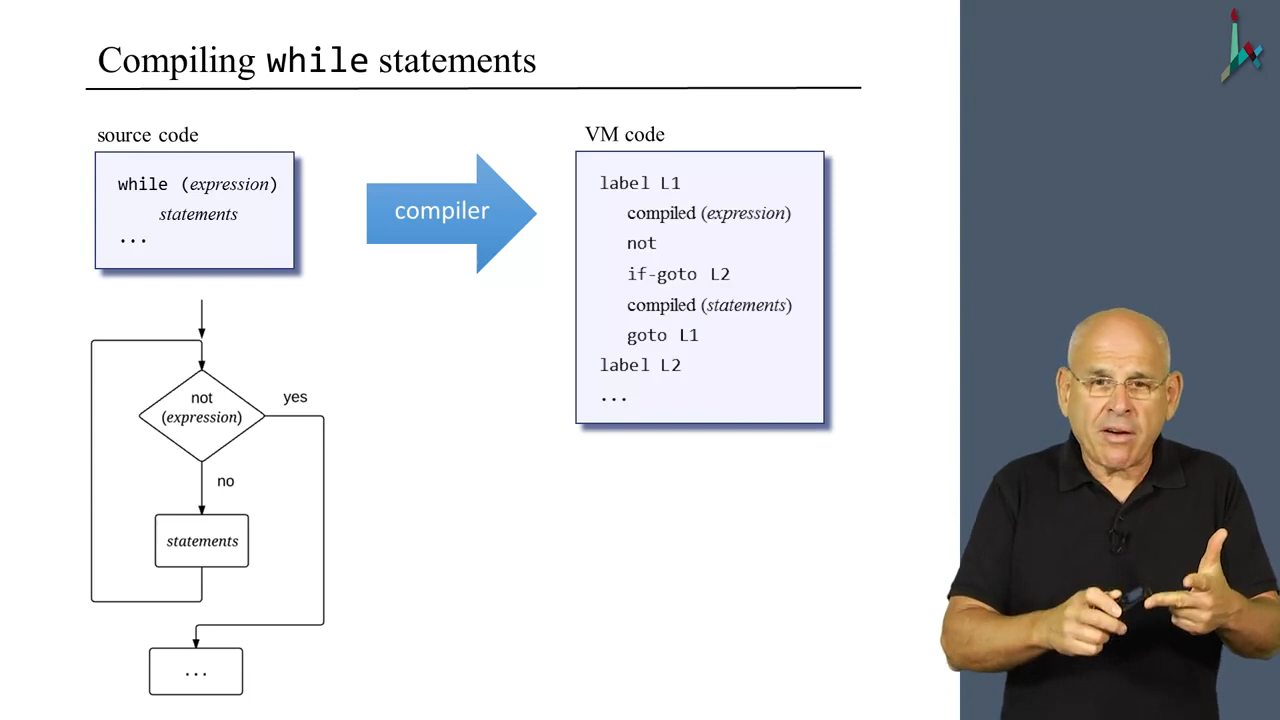 Compiling while statements
source code
while (expression)
statements
...
compiler
VM code
label L1
compiled (expression)
not
if-goto L2
compiled (statements)
goto L1
label L2
...
not
(expression)
yes
no
statements
...